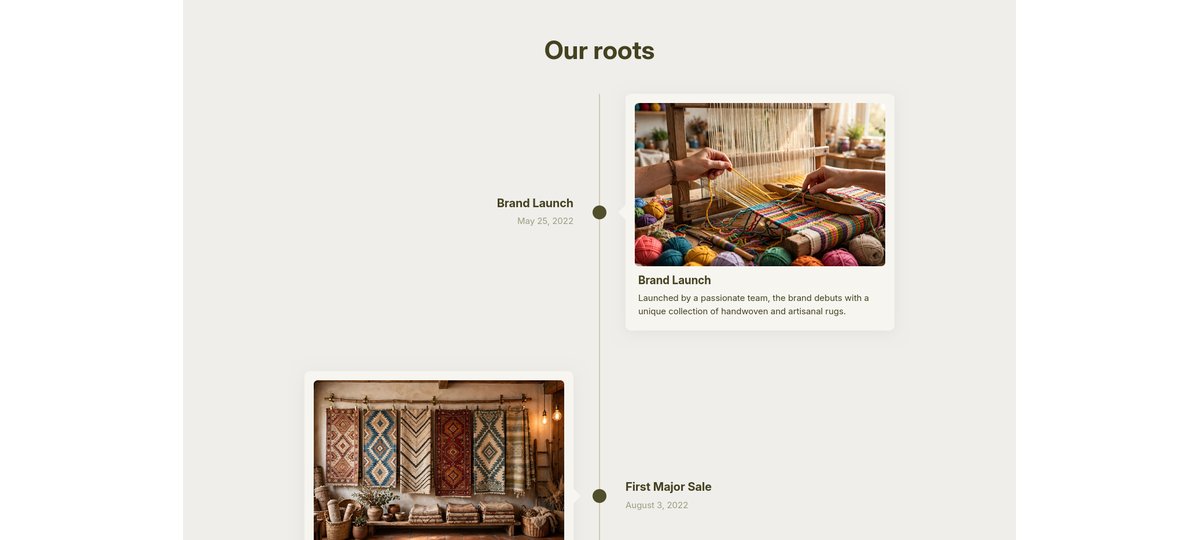 Our roots
Brand Launch
May 25, 2022
Brand Launch
Launched by a passionate team, the brand debuts with a
unique collection of handwoven and artisanal rugs.
First Major Sale
August 3, 2022